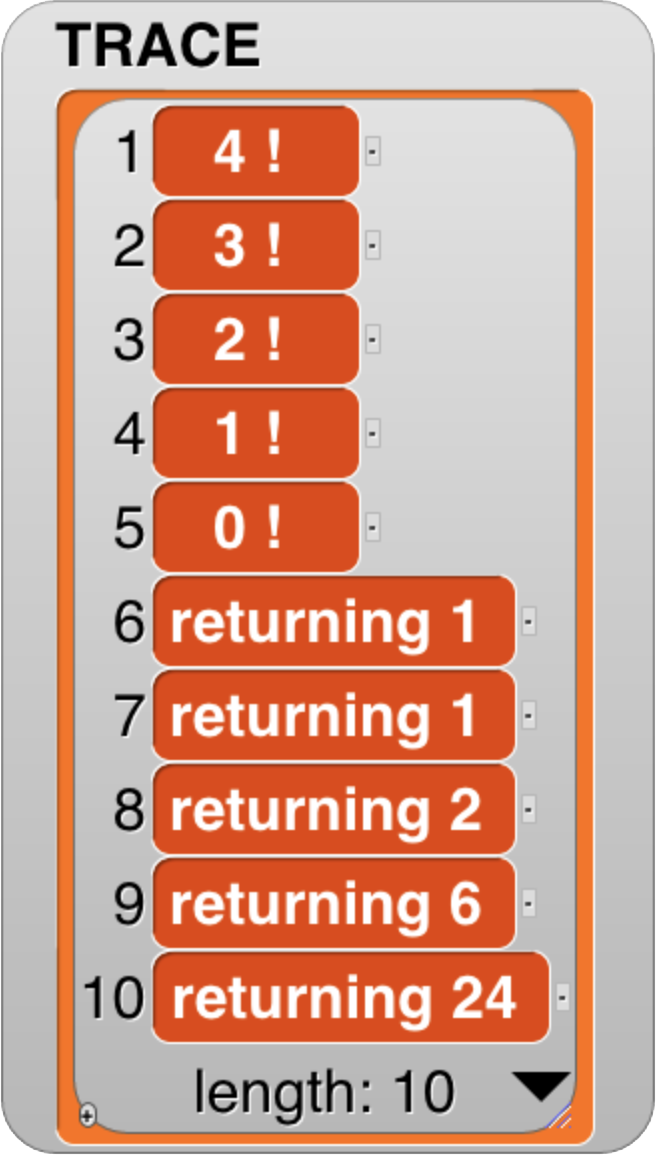 TRACE
1 4 !
2 3 !
3 2 !
4 1 !
5 0 !
6 returning 1
7 returning 1
8 returning 2
9 returning 6
10 returning 24
length: 10